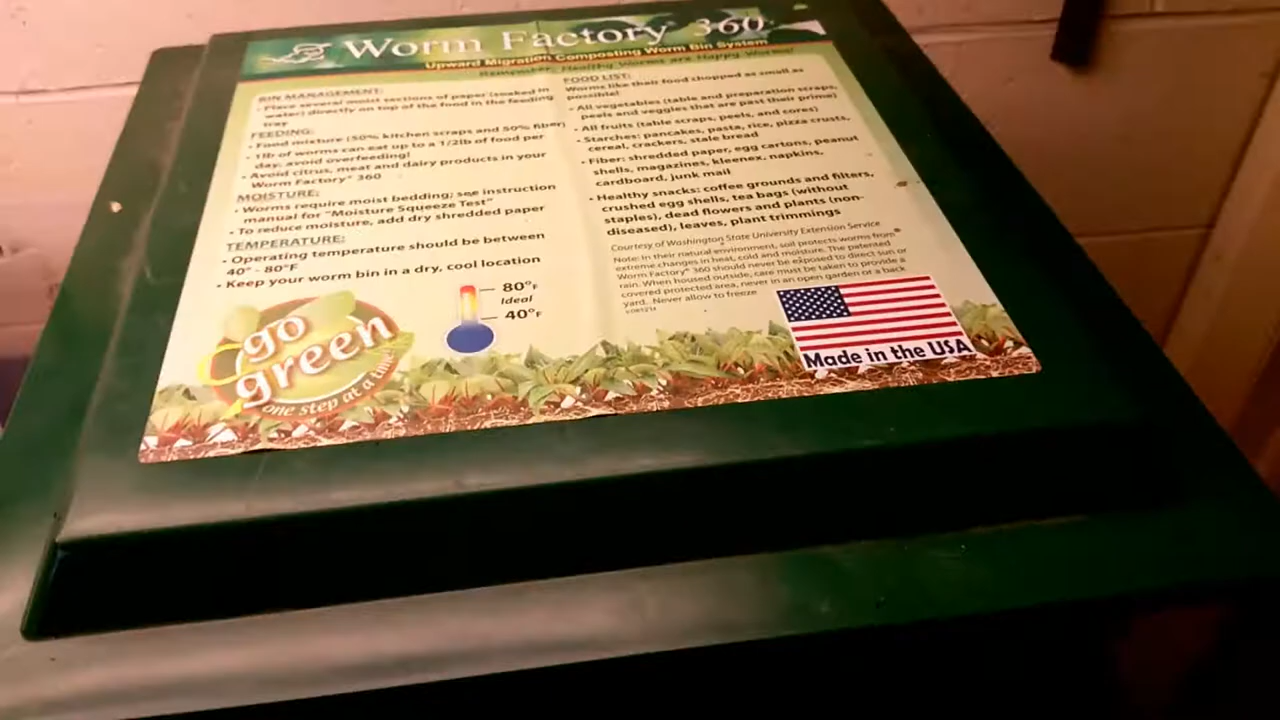 Worm Factory® 360
Upward Migration Composting Worm Bin System
Remember, Healthy Worms are Happy Worms!
BIN MANAGEMENT:
• Place several moist sections of paper (soaked in
water) directly on top of the food in the feeding
tray
FEEDING:
• Food mixture (50% kitchen scraps and 50% fiber)
• 1lb of worms can eat up to a 1/2lb of food per
day, avoid overfeeding!
• Avoid citrus, meat and dairy products in your
Worm Factory® 360
MOISTURE:
• Worms require moist bedding; see instruction
manual for "Moisture Squeeze Test"
• To reduce moisture, add dry shredded paper
TEMPERATURE:
• Operating temperature should be between
40° - 80°F
• Keep your worm bin in a dry, cool location
80°F
Ideal
40°F
go
green
one step at a time!
FOOD LIST:
Worms like their food chopped as small as
possible!
• All vegetables (table and preparation scraps,
peels and veggies that are past their prime)
• All fruits (table scraps, peels, and cores)
• Starches: pancakes, pasta, rice, pizza crusts,
cereal, crackers, stale bread
• Fiber: shredded paper, egg cartons, peanut
shells, magazines, kleenex, napkins,
cardboard, junk mail
• Healthy snacks: coffee grounds and filters,
crushed egg shells, tea bags (without
staples), dead flowers and plants (non-
diseased), leaves, plant trimmings
Courtesy of Washington State University Extension Service
Note: In their natural environment, soil protects worms from
extreme changes in heat, cold and moisture. The patented
Worm Factory® 360 should never be exposed to direct sun or
rain. When housed outside, care must be taken to provide a
covered protected area, never in an open garden or a back
yard. Never allow to freeze
Made in the USA